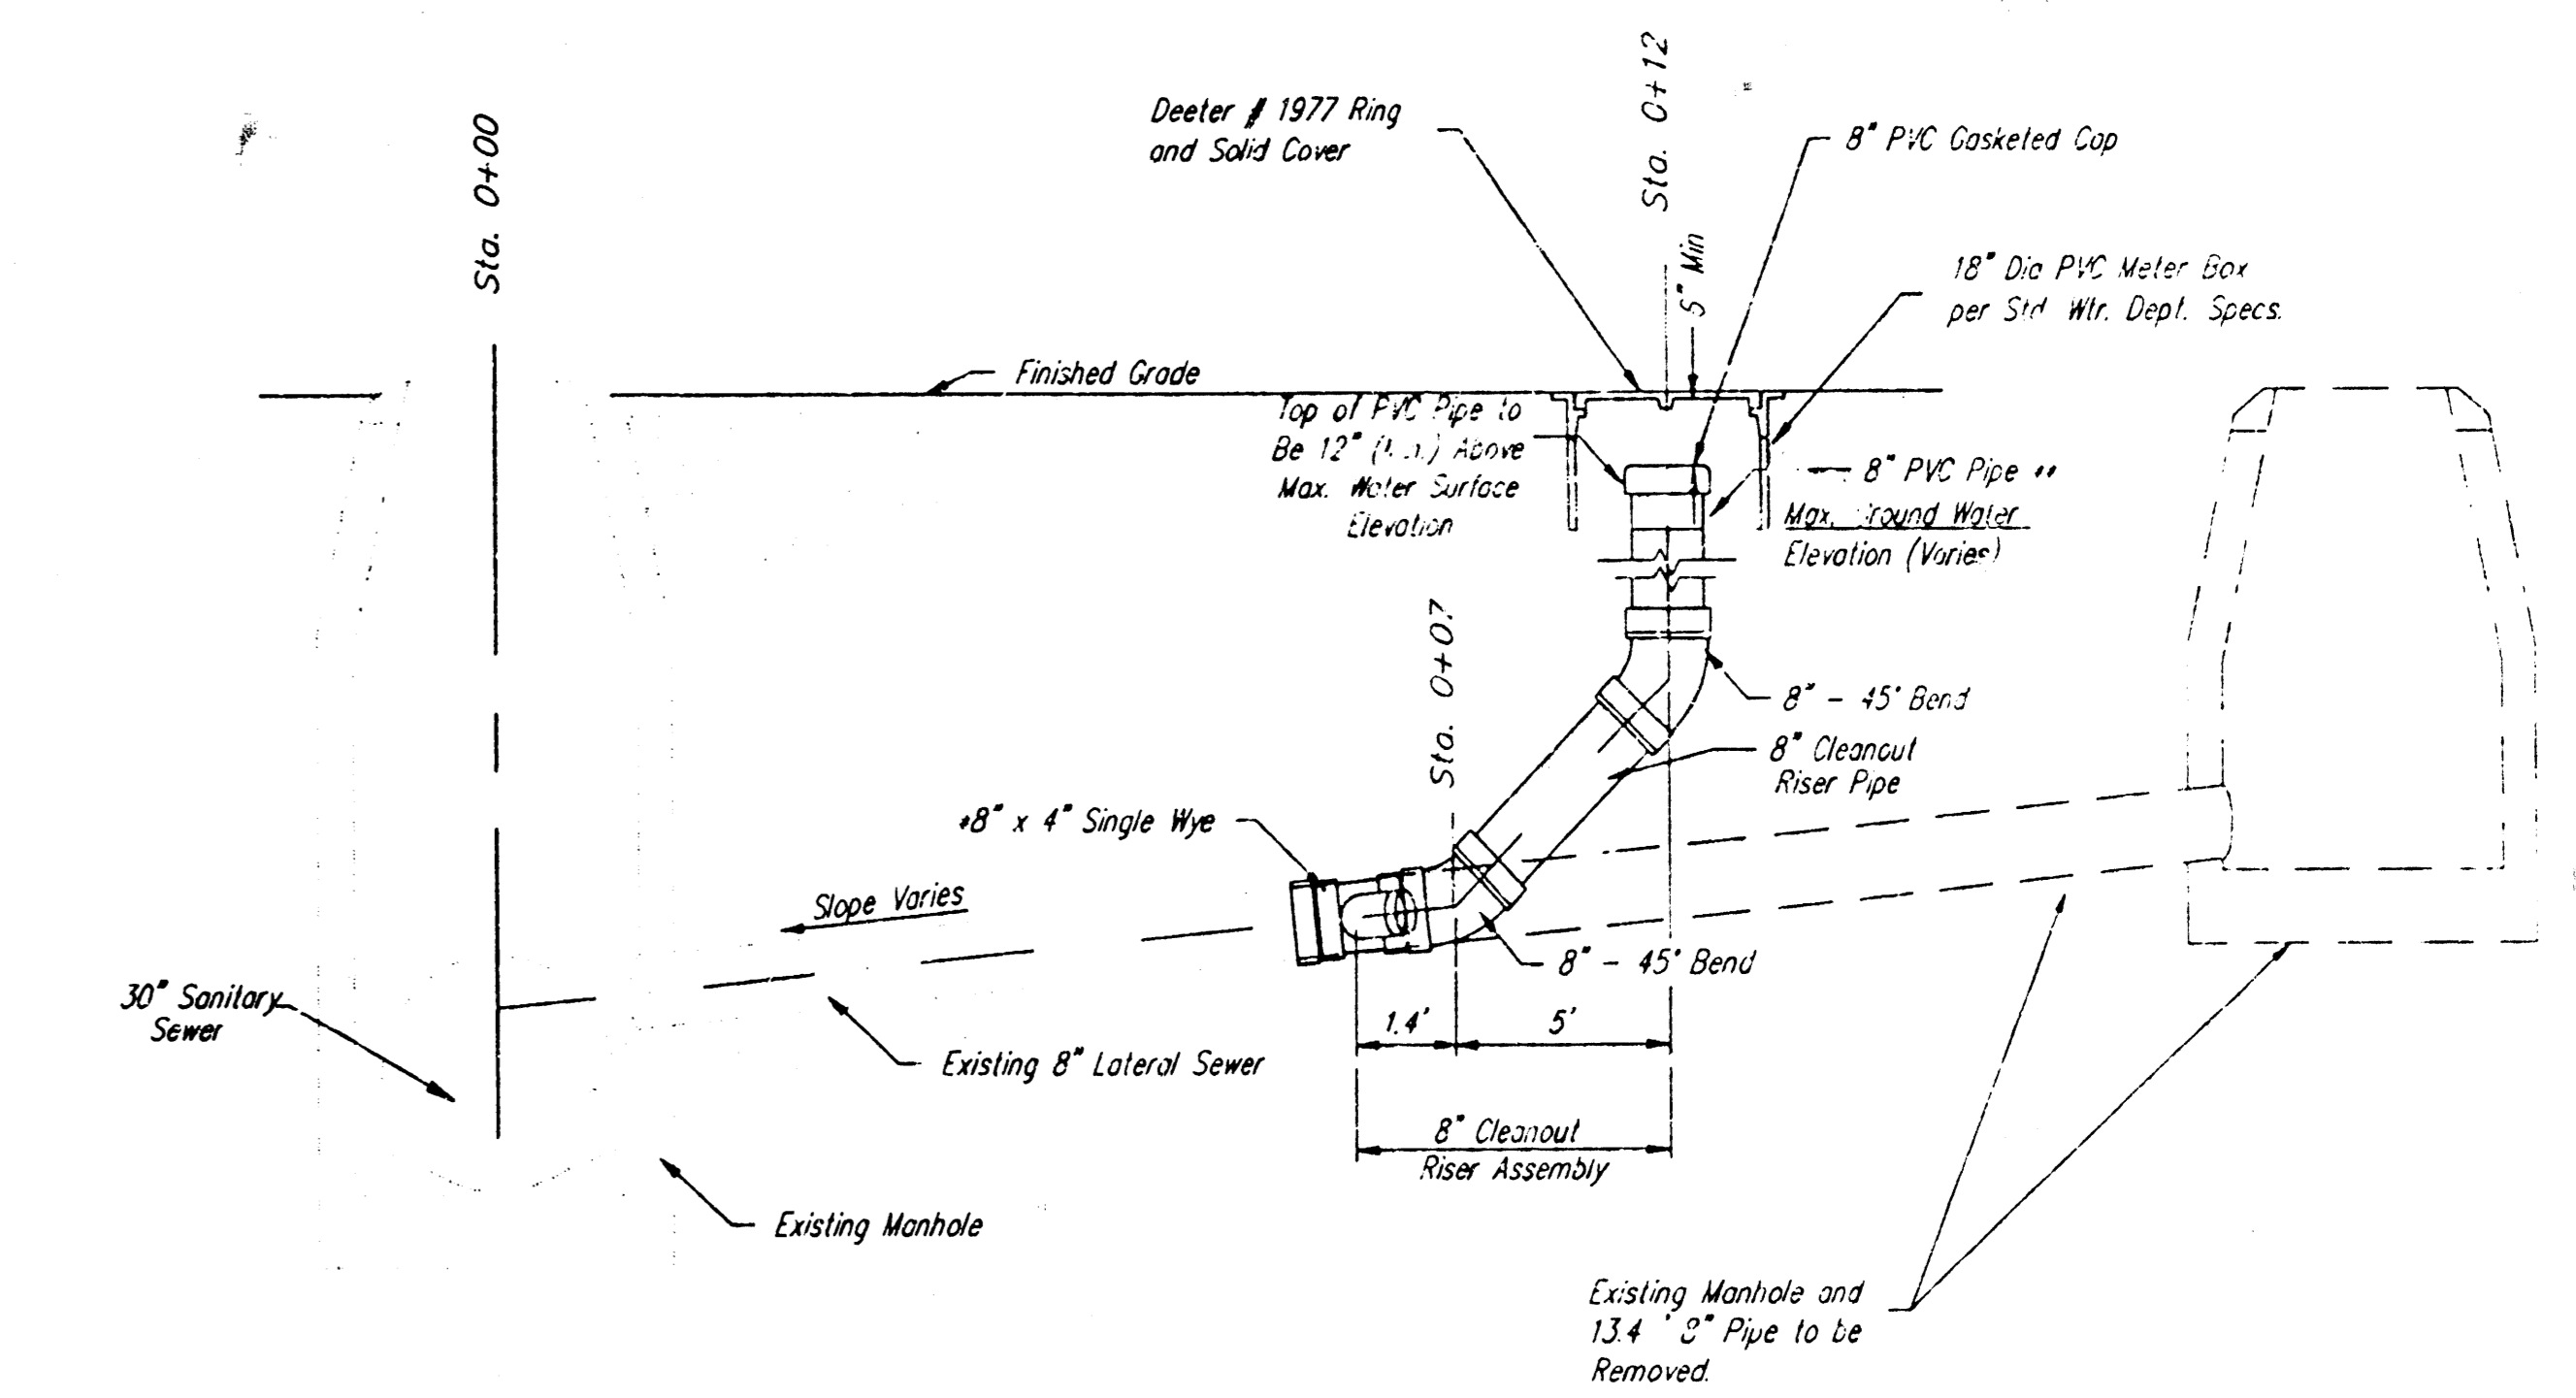 Sta. 0+00
Sta. 0+12
Deeter # 1977 Ring
and Solid Cover
8" PVC Gasketed Cap
5" Min
18" Dia PVC Meter Box
per Std. Wtr. Dept. Specs.
Finished Grade
Top of PVC Pipe to
Be 12" Above
Max. Water Surface
Elevation
8" PVC Pipe **
Max. Ground Water
Elevation (Varies)
Sta. 0+07
8" - 45° Bend
8" Cleanout
Riser Pipe
*8" x 4" Single Wye
Slope Varies
8" - 45° Bend
30" Sanitary
Sewer
1.4'
5'
Existing 8" Lateral Sewer
8" Cleanout
Riser Assembly
Existing Manhole
Existing Manhole and
13.4 ' 8" Pipe to be
Removed.